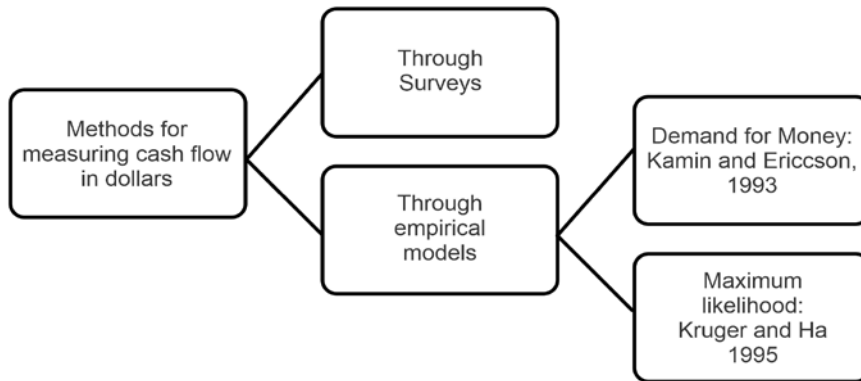 Methods for
measuring cash flow
in dollars
Through
Surveys
Through
empirical
models
Demand for Money:
Kamin and Ericcson,
1993
Maximum
likelihood:
Kruger and Ha
1995